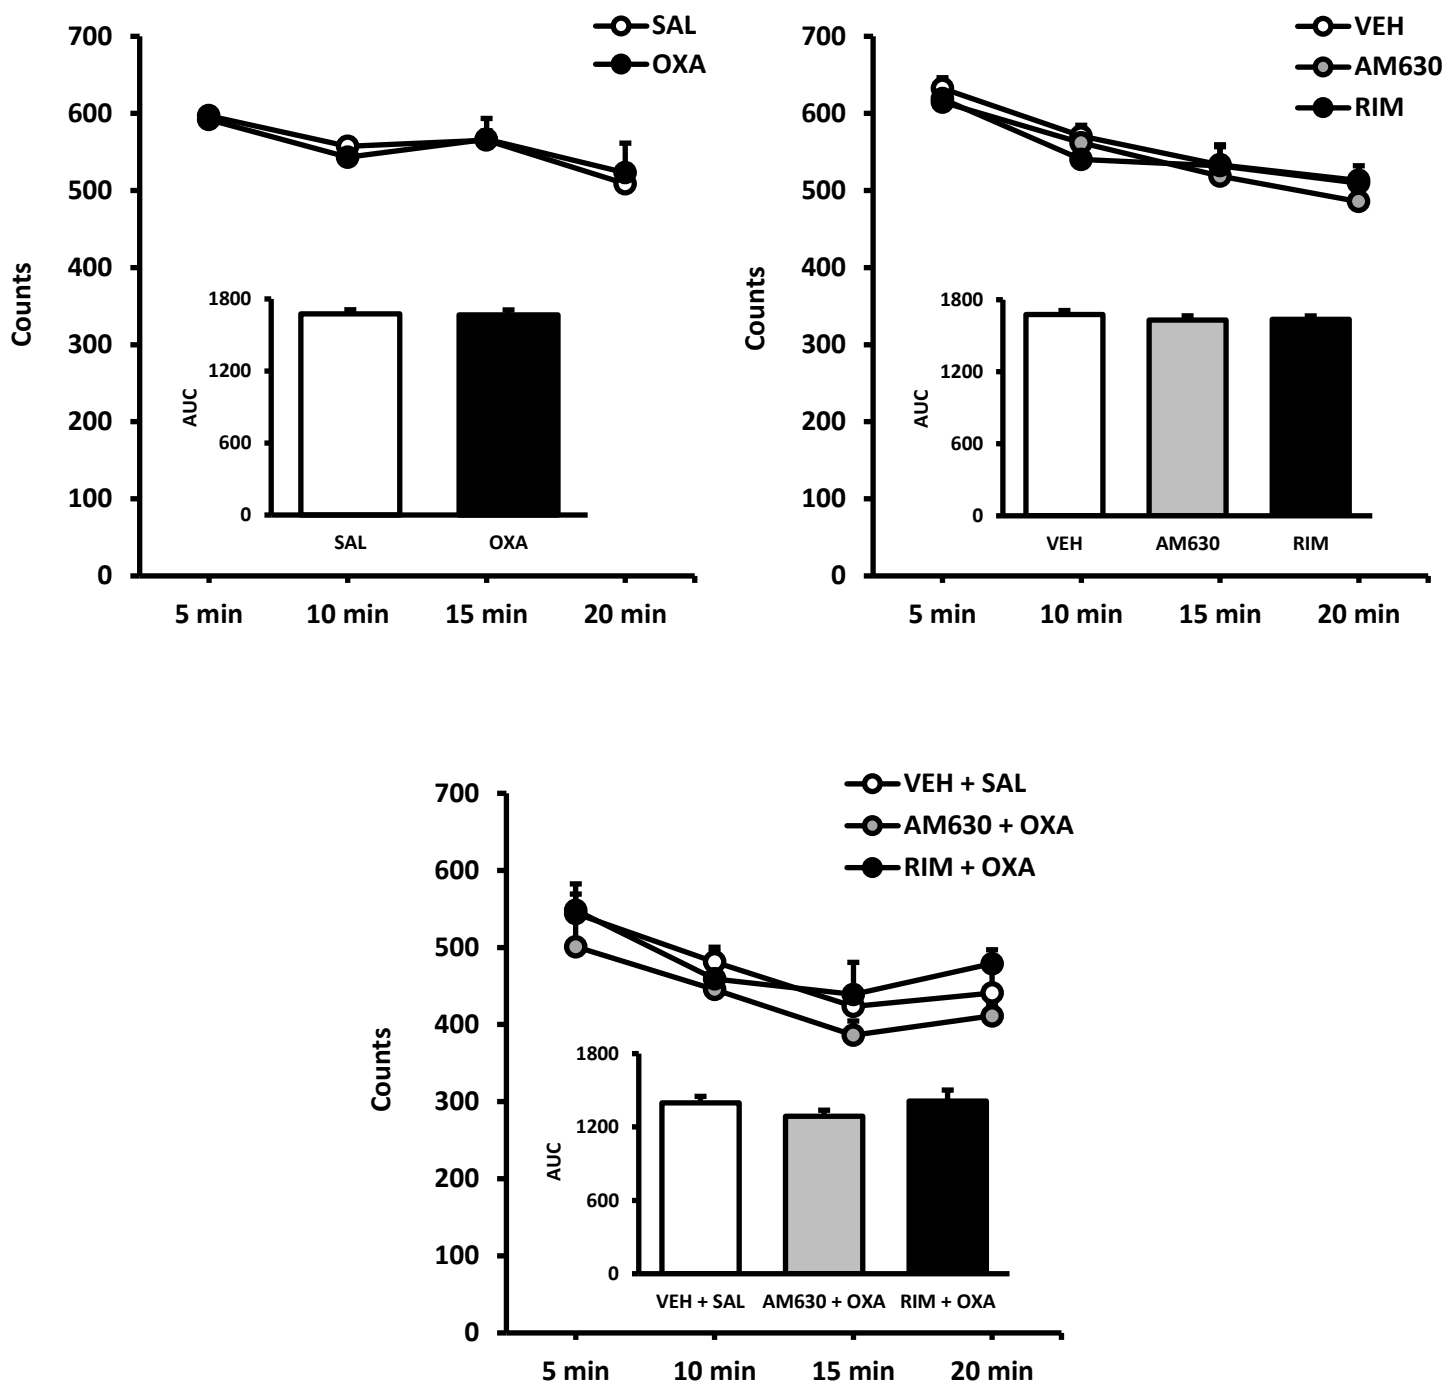 SAL
OXA
700
600
500
400
300
200
100
0
Counts
5 min 10 min 15 min 20 min
1800
1200
600
0
AUC
SAL OXA
VEH
AM630
RIM
700
600
500
400
300
200
100
0
Counts
5 min 10 min 15 min 20 min
1800
1200
600
0
AUC
VEH AM630 RIM
VEH + SAL
AM630 + OXA
RIM + OXA
700
600
500
400
300
200
100
0
Counts
5 min 10 min 15 min 20 min
1800
1200
600
0
AUC
VEH + SAL AM630 + OXA RIM + OXA